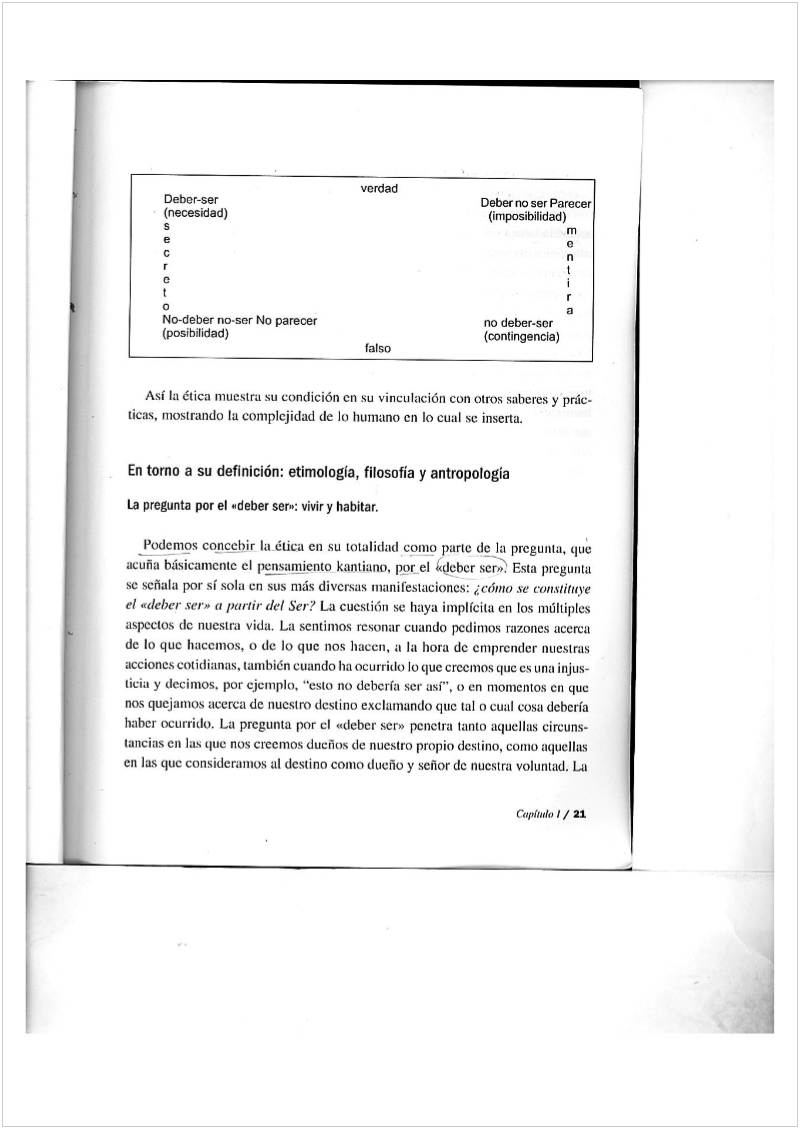 verdad
Deber-ser
Deber no ser Parecer
(necesidad)
(imposibilidad)
s
e
c
r
e
t
o
m
e
n
t
i
r
a
No-deber no-ser No parecer
no deber-ser
(posibilidad)
(contingencia)
falso
Así la ética muestra su condición en su vinculación con otros saberes y prác-
ticas, mostrando la complejidad de lo humano en lo cual se inserta.
En torno a su definición: etimología, filosofía y antropología
La pregunta por el «deber ser»: vivir y habitar.
Podemos concebir la ética en su totalidad como parte de la pregunta, que
acuña básicamente el pensamiento kantiano, por el «deber ser». Esta pregunta
se señala por sí sola en sus más diversas manifestaciones: ¿cómo se constituye
el «deber ser» a partir del Ser? La cuestión se haya implícita en los múltiples
aspectos de nuestra vida. La sentimos resonar cuando pedimos razones acerca
de lo que hacemos, o de lo que nos hacen, a la hora de emprender nuestras
acciones cotidianas, también cuando ha ocurrido lo que creemos que es una injus-
ticia y decimos, por ejemplo, “esto no debería ser así”, o en momentos en que
nos quejamos acerca de nuestro destino exclamando que tal o cual cosa debería
haber ocurrido. La pregunta por el «deber ser» penetra tanto aquellas circuns-
tancias en las que nos creemos dueños de nuestro propio destino, como aquellas
en las que consideramos al destino como dueño y señor de nuestra voluntad. La
Capítulo 1 / 21